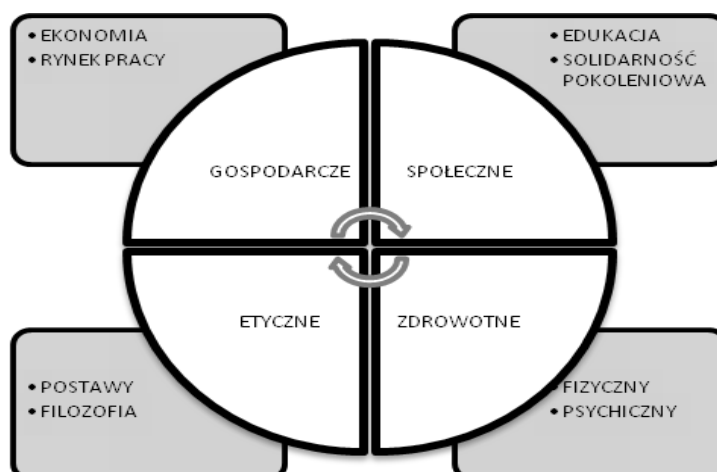 • EKONOMIA
• RYNEK PRACY
• EDUKACJA
• SOLIDARNOŚĆ
POKOLENIOWA
GOSPODARCZE
SPOŁECZNE
ETYCZNE
ZDROWOTNE
• POSTAWY
• FILOZOFIA
• FIZYCZNY
• PSYCHICZNY